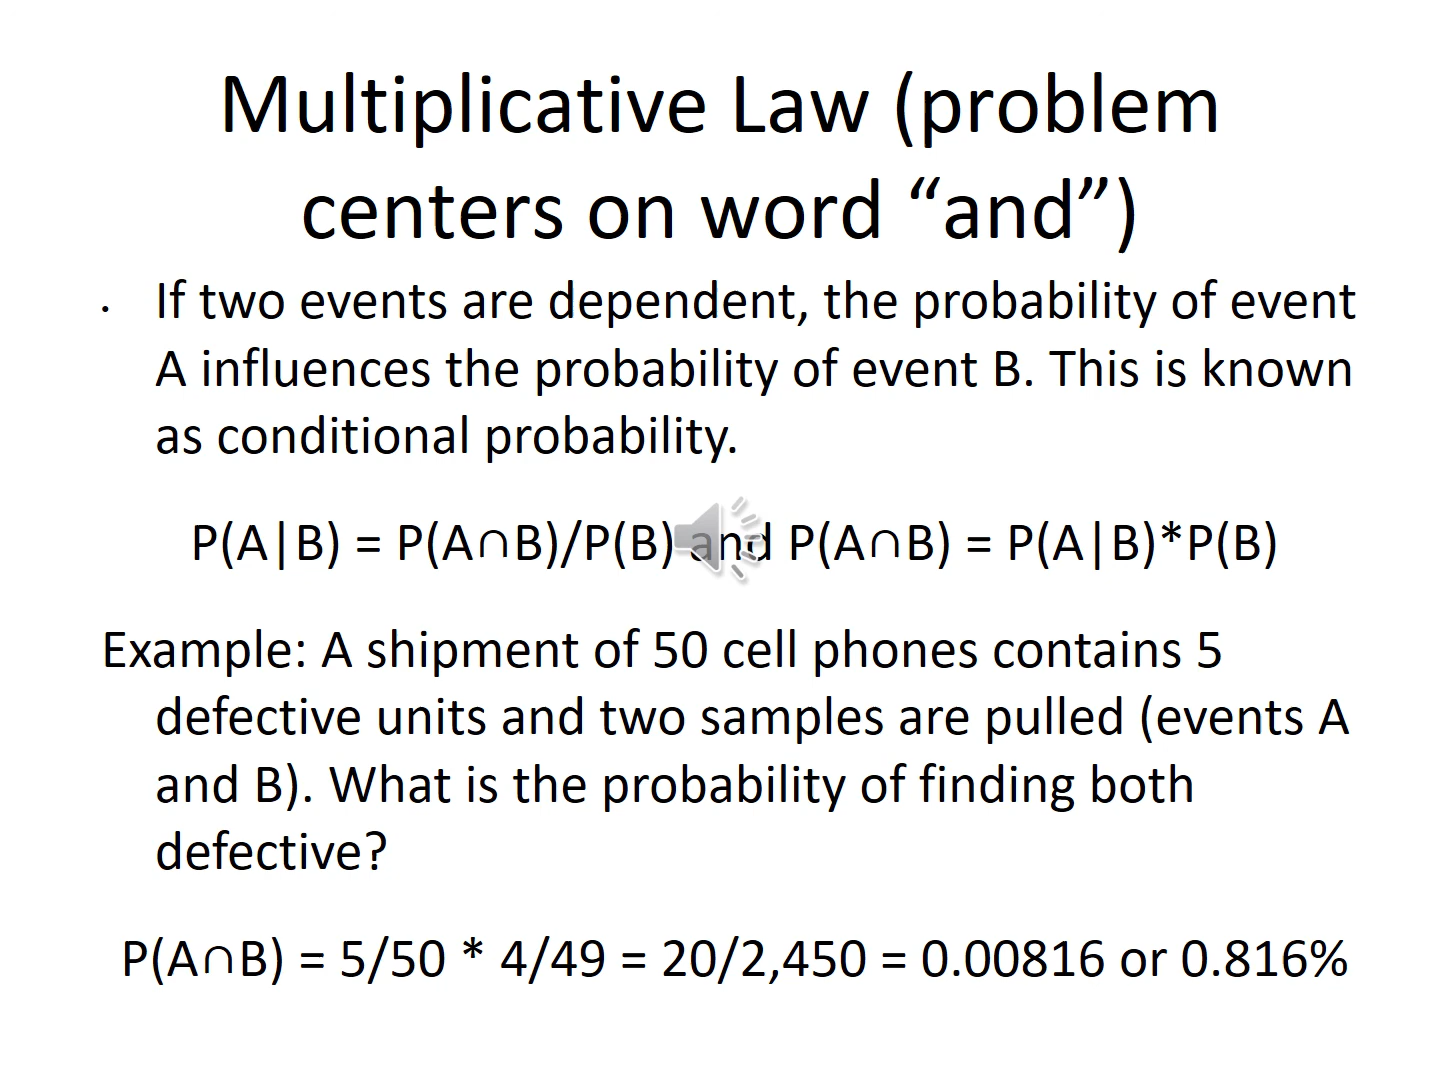 Multiplicative Law (problem
centers on word “and”)
• If two events are dependent, the probability of event
A influences the probability of event B. This is known
as conditional probability.
P(A|B) = P(A∩B)/P(B) and P(A∩B) = P(A|B)*P(B)
Example: A shipment of 50 cell phones contains 5
defective units and two samples are pulled (events A
and B). What is the probability of finding both
defective?
P(A∩B) = 5/50 * 4/49 = 20/2,450 = 0.00816 or 0.816%